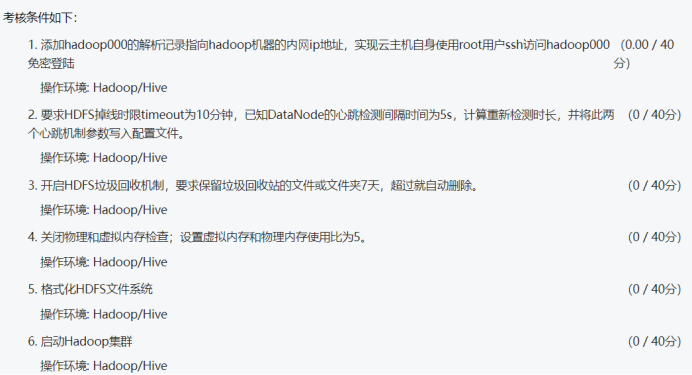 考核条件如下：
1. 添加hadoop000的解析记录指向hadoop机器的内网ip地址，实现云主机自身使用root用户ssh访问hadoop000 （0.00 / 40
免密登陆 分）
操作环境: Hadoop/Hive
2. 要求HDFS掉线时限timeout为10分钟，已知DataNode的心跳检测间隔时间为5s，计算重新检测时长，并将此两 （0 / 40分）
个心跳机制参数写入配置文件。
操作环境: Hadoop/Hive
3. 开启HDFS垃圾回收机制，要求保留垃圾回收站的文件或文件夹7天，超过就自动删除。 （0 / 40分）
操作环境: Hadoop/Hive
4. 关闭物理和虚拟内存检查；设置虚拟内存和物理内存使用比为5。 （0 / 40分）
操作环境: Hadoop/Hive
5. 格式化HDFS文件系统 （0 / 40分）
操作环境: Hadoop/Hive
6. 启动Hadoop集群 （0 / 40分）
操作环境: Hadoop/Hive